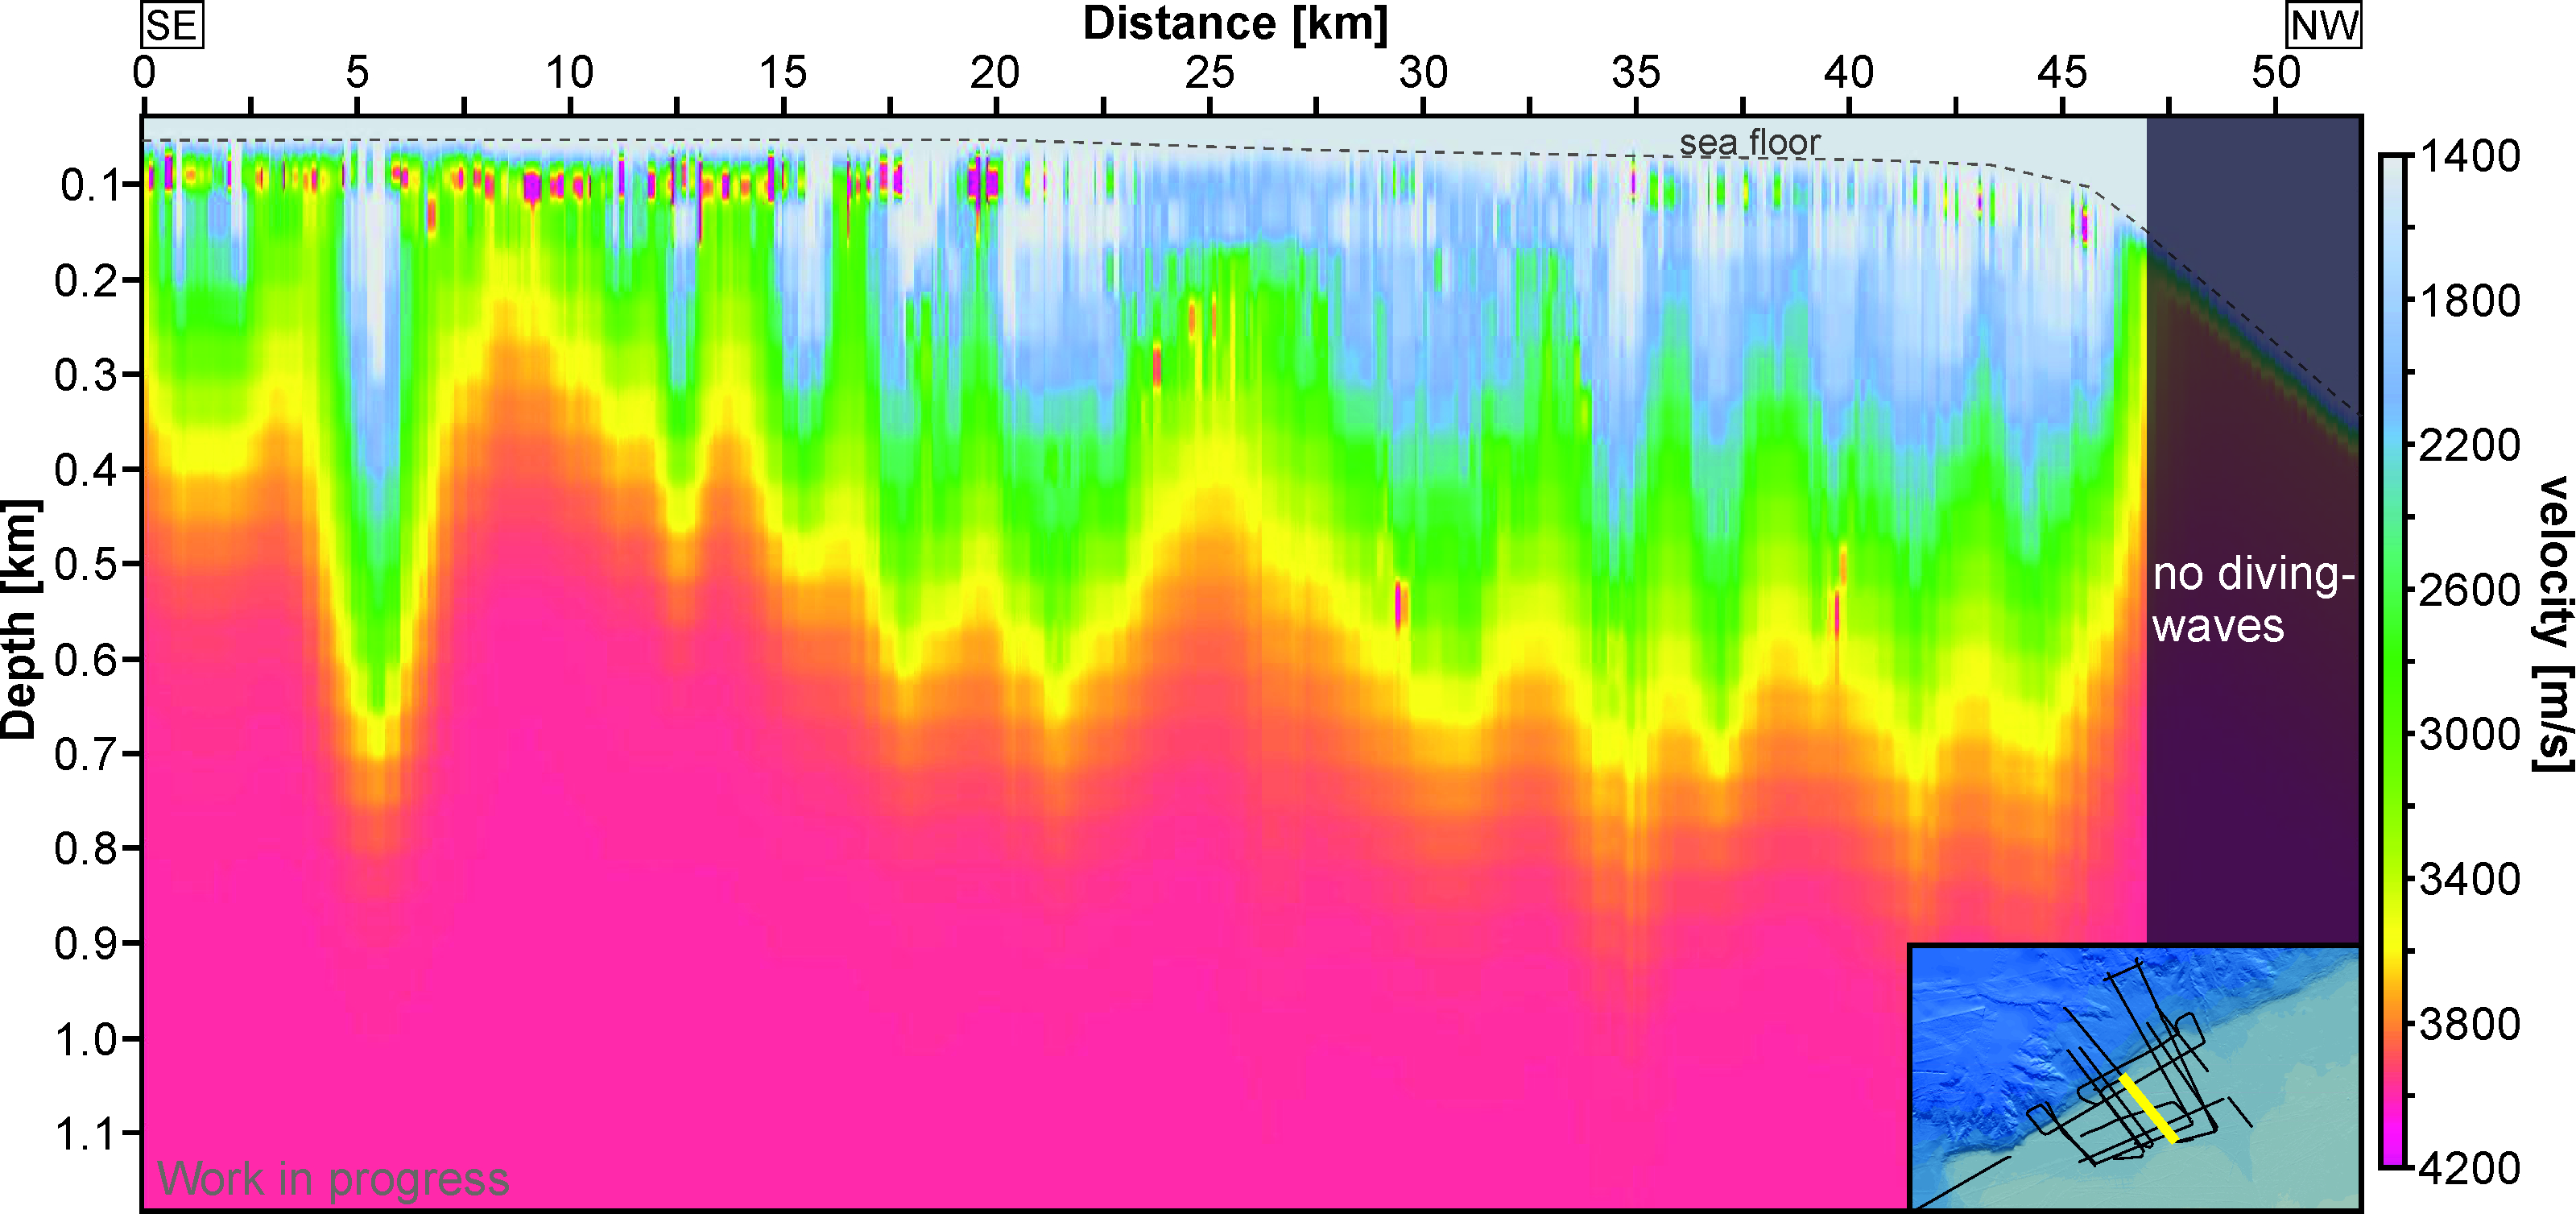 SE
Distance [km]
NW
0 5 10 15 20 25 30 35 40 45 50
sea floor
0.1
0.2
0.3
0.4
0.5
0.6
0.7
0.8
0.9
1.0
1.1
Depth [km]
no diving-
waves
Work in progress
1400
1800
2200
2600
3000
3400
3800
4200
velocity [m/s]